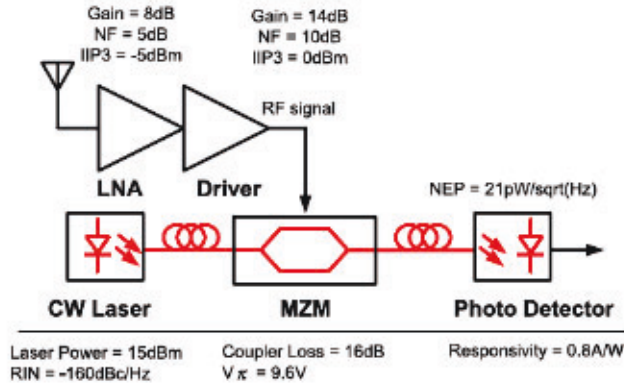 Gain = 8dB
NF = 5dB
IIP3 = -5dBm
Gain = 14dB
NF = 10dB
IIP3 = 0dBm
RF signal
LNA
Driver
NEP = 21pW/sqrt(Hz)
CW Laser
MZM
Photo Detector
Laser Power = 15dBm
RIN = -160dBc/Hz
Coupler Loss = 16dB
Vπ = 9.6V
Responsivity = 0.8A/W